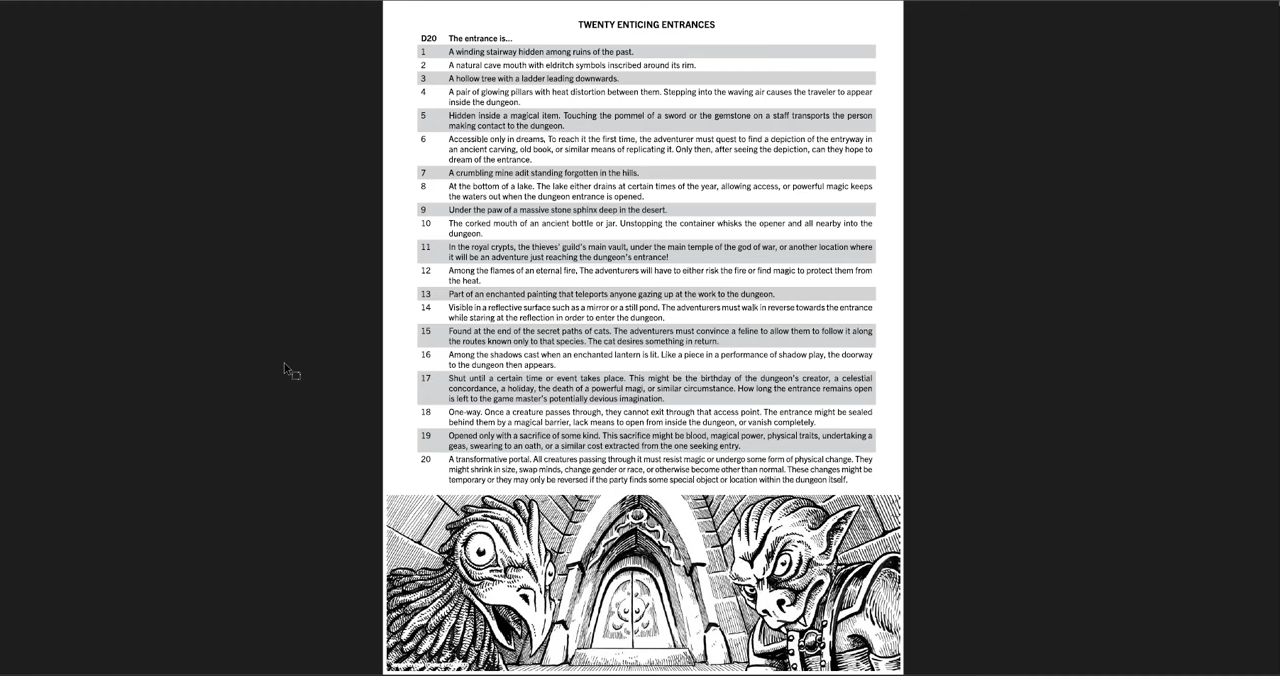 TWENTY ENTICING ENTRANCES
D20 The entrance is...
1 A winding stairway hidden among ruins of the past.
2 A natural cave mouth with eldritch symbols inscribed around its rim.
3 A hollow tree with a ladder leading downwards.
4 A pair of glowing pillars with heat distortion between them. Stepping into the waving air causes the traveler to appear
inside the dungeon.
5 Hidden inside a magical item. Touching the pommel of a sword or the gemstone on a staff transports the person
making contact to the dungeon.
6 Accessible only in dreams. To reach it the first time, the adventurer must quest to find a depiction of the entryway in
an ancient carving, old book, or similar means of replicating it. Only then, after seeing the depiction, can they hope to
dream of the entrance.
7 A crumbling mine adit standing forgotten in the hills.
8 At the bottom of a lake. The lake either drains at certain times of the year, allowing access, or powerful magic keeps
the waters out when the dungeon entrance is opened.
9 Under the paw of a massive stone sphinx deep in the desert.
10 The corked mouth of an ancient bottle or jar. Unstopping the container whisks the opener and all nearby into the
dungeon.
11 In the royal crypts, the thieves' guild's main vault, under the main temple of the god of war, or another location where
it will be an adventure just reaching the dungeon's entrance!
12 Among the flames of an eternal fire. The adventurers will have to either risk the fire or find magic to protect them from
the heat.
13 Part of an enchanted painting that teleports anyone gazing up at the work to the dungeon.
14 Visible in a reflective surface such as a mirror or a still pond. The adventurers must walk in reverse towards the entrance
while staring at the reflection in order to enter the dungeon.
15 Found at the end of the secret paths of cats. The adventurers must convince a feline to allow them to follow it along
the routes known only to that species. The cat desires something in return.
16 Among the shadows cast when an enchanted lantern is lit. Like a piece in a performance of shadow play, the doorway
to the dungeon then appears.
17 Shut until a certain time or event takes place. This might be the birthday of the dungeon's creator, a celestial
concordance, a holiday, the death of a powerful magi, or similar circumstance. How long the entrance remains open
is left to the game master's potentially devious imagination.
18 One-way. Once a creature passes through, they cannot exit through that access point. The entrance might be sealed
behind them by a magical barrier, lack means to open from inside the dungeon, or vanish completely.
19 Opened only with a sacrifice of some kind. This sacrifice might be blood, magical power, physical traits, undertaking a
geas, swearing to an oath, or a similar cost extracted from the one seeking entry.
20 A transformative portal. All creatures passing through it must resist magic or undergo some form of physical change. They
might shrink in size, swap minds, change gender or race, or otherwise become other than normal. These changes might be
temporary or they may only be reversed if the party finds some special object or location within the dungeon itself.